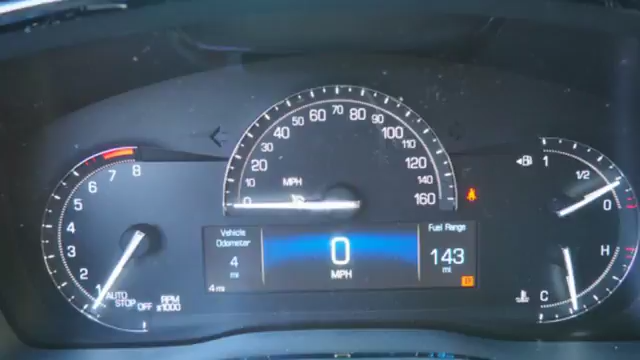 8
7
6
5
4
3
2
1
AUTO
STOP
OFF
RPM
x1000
0
10
20
30
40
50
60
70
80
90
100
110
120
140
160
MPH
Vehicle
Odometer
4
mi
4 mi
0
MPH
Fuel Range
143
mi
1
1/2
0
H
C